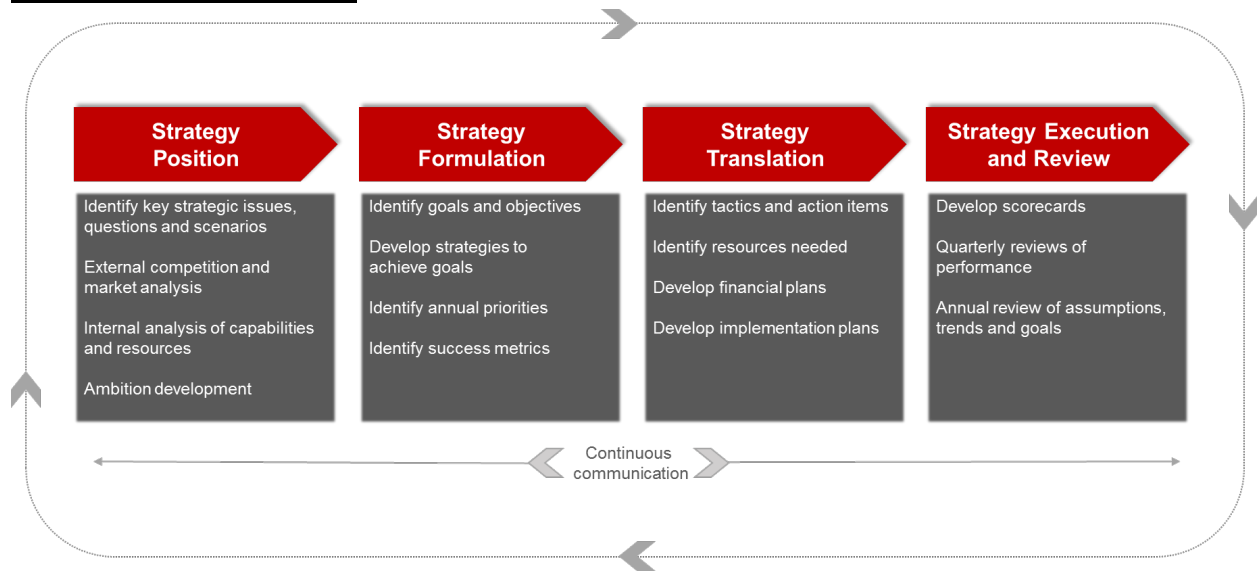 Strategy
Position
Identify key strategic issues,
questions and scenarios
External competition and
market analysis
Internal analysis of capabilities
and resources
Ambition development
Strategy
Formulation
Identify goals and objectives
Develop strategies to
achieve goals
Identify annual priorities
Identify success metrics
Strategy
Translation
Identify tactics and action items
Identify resources needed
Develop financial plans
Develop implementation plans
Strategy Execution
and Review
Develop scorecards
Quarterly reviews of
performance
Annual review of assumptions,
trends and goals
Continuous
communication